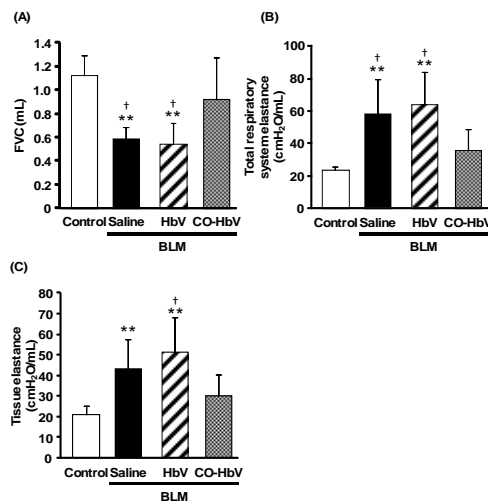 (A)
FVC (mL)
1.4
1.2
1.0
0.8
0.6
0.4
0.2
0
†
**
†
**
Control Saline HbV CO-HbV
BLM
(B)
Total respiratory
system elastance
(cmH₂O/mL)
100
80
60
40
20
0
†
**
†
**
Control Saline HbV CO-HbV
BLM
(C)
Tissue elastance
(cmH₂O/mL)
80
70
60
50
40
30
20
10
0
**
†
**
Control Saline HbV CO-HbV
BLM